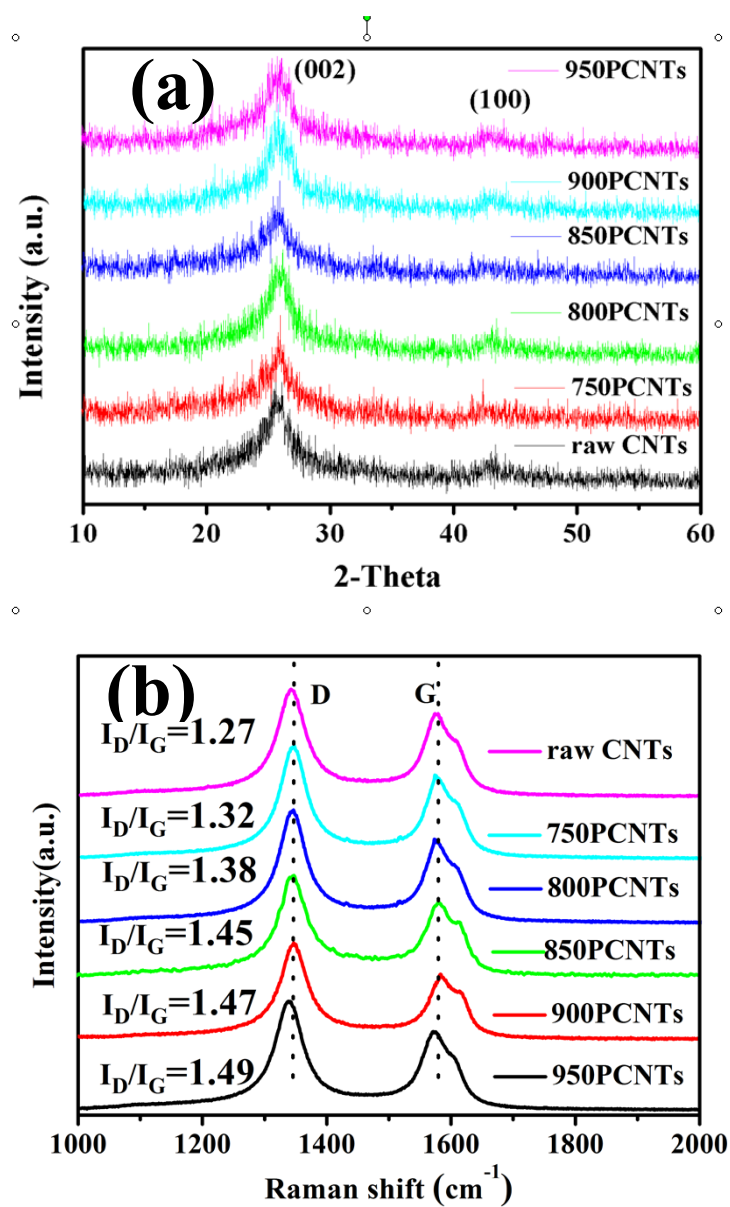 (a)
(002)
950PCNTs
(100)
900PCNTs
850PCNTs
800PCNTs
750PCNTs
raw CNTs
Intensity (a.u.)
10 20 30 40 50 60
2-Theta
(b)
D
G
I_D/I_G=1.27
raw CNTs
I_D/I_G=1.32
750PCNTs
I_D/I_G=1.38
800PCNTs
I_D/I_G=1.45
850PCNTs
I_D/I_G=1.47
900PCNTs
I_D/I_G=1.49
950PCNTs
Intensity(a.u.)
1000 1200 1400 1600 1800 2000
Raman shift (cm⁻¹)